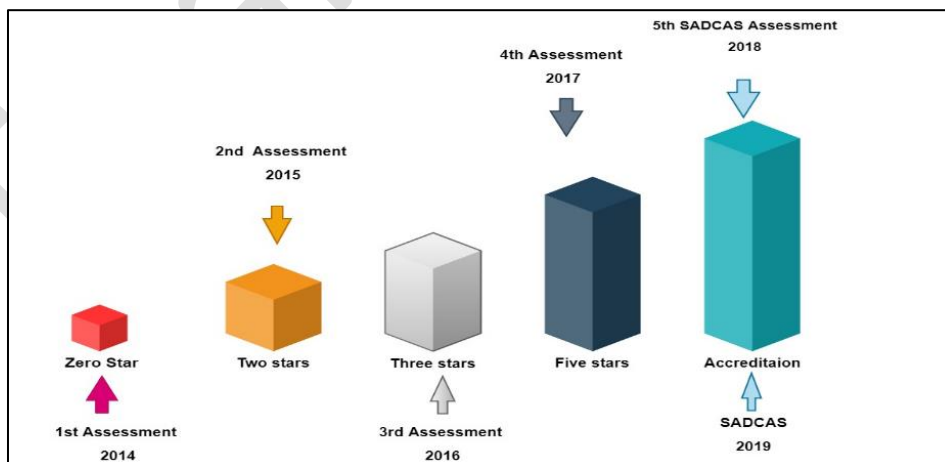 5th SADCAS Assessment
2018
4th Assessment
2017
2nd  Assessment
2015
Zero Star
Two stars
Three stars
Five stars
Accreditaion
1st Assessment
2014
3rd Assessment
2016
SADCAS
2019